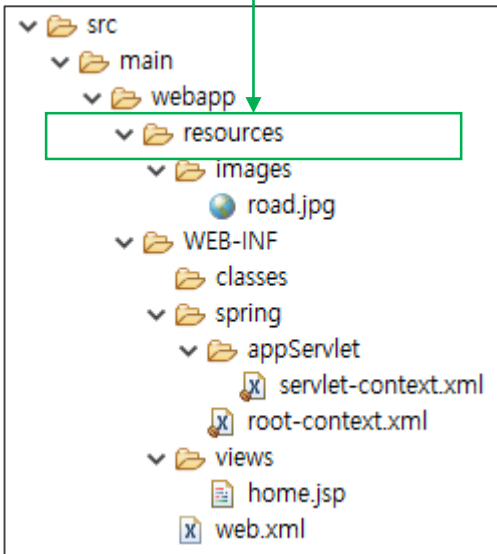 src
main
webapp
resources
images
road.jpg
WEB-INF
classes
spring
appServlet
servlet-context.xml
root-context.xml
views
home.jsp
web.xml